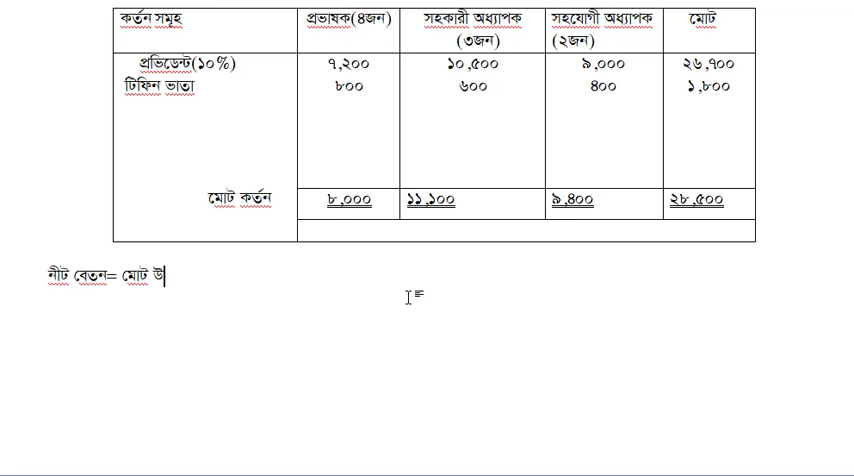 কর্তন সমূহ প্রভাষক(৪জন) সহকারী অধ্যাপক সহযোগী অধ্যাপক মোট
(৩জন) (২জন)
প্রভিডেন্ট(১০%) ৭,২০০ ১০,৫০০ ৯,০০০ ২৬,৭০০
টিফিন ভাতা ৮০০ ৬০০ ৪০০ ১,৮০০
মোট কর্তন ৮,০০০ ১১,১০০ ৯,৪০০ ২৮,৫০০
নীট বেতন= মোট উ